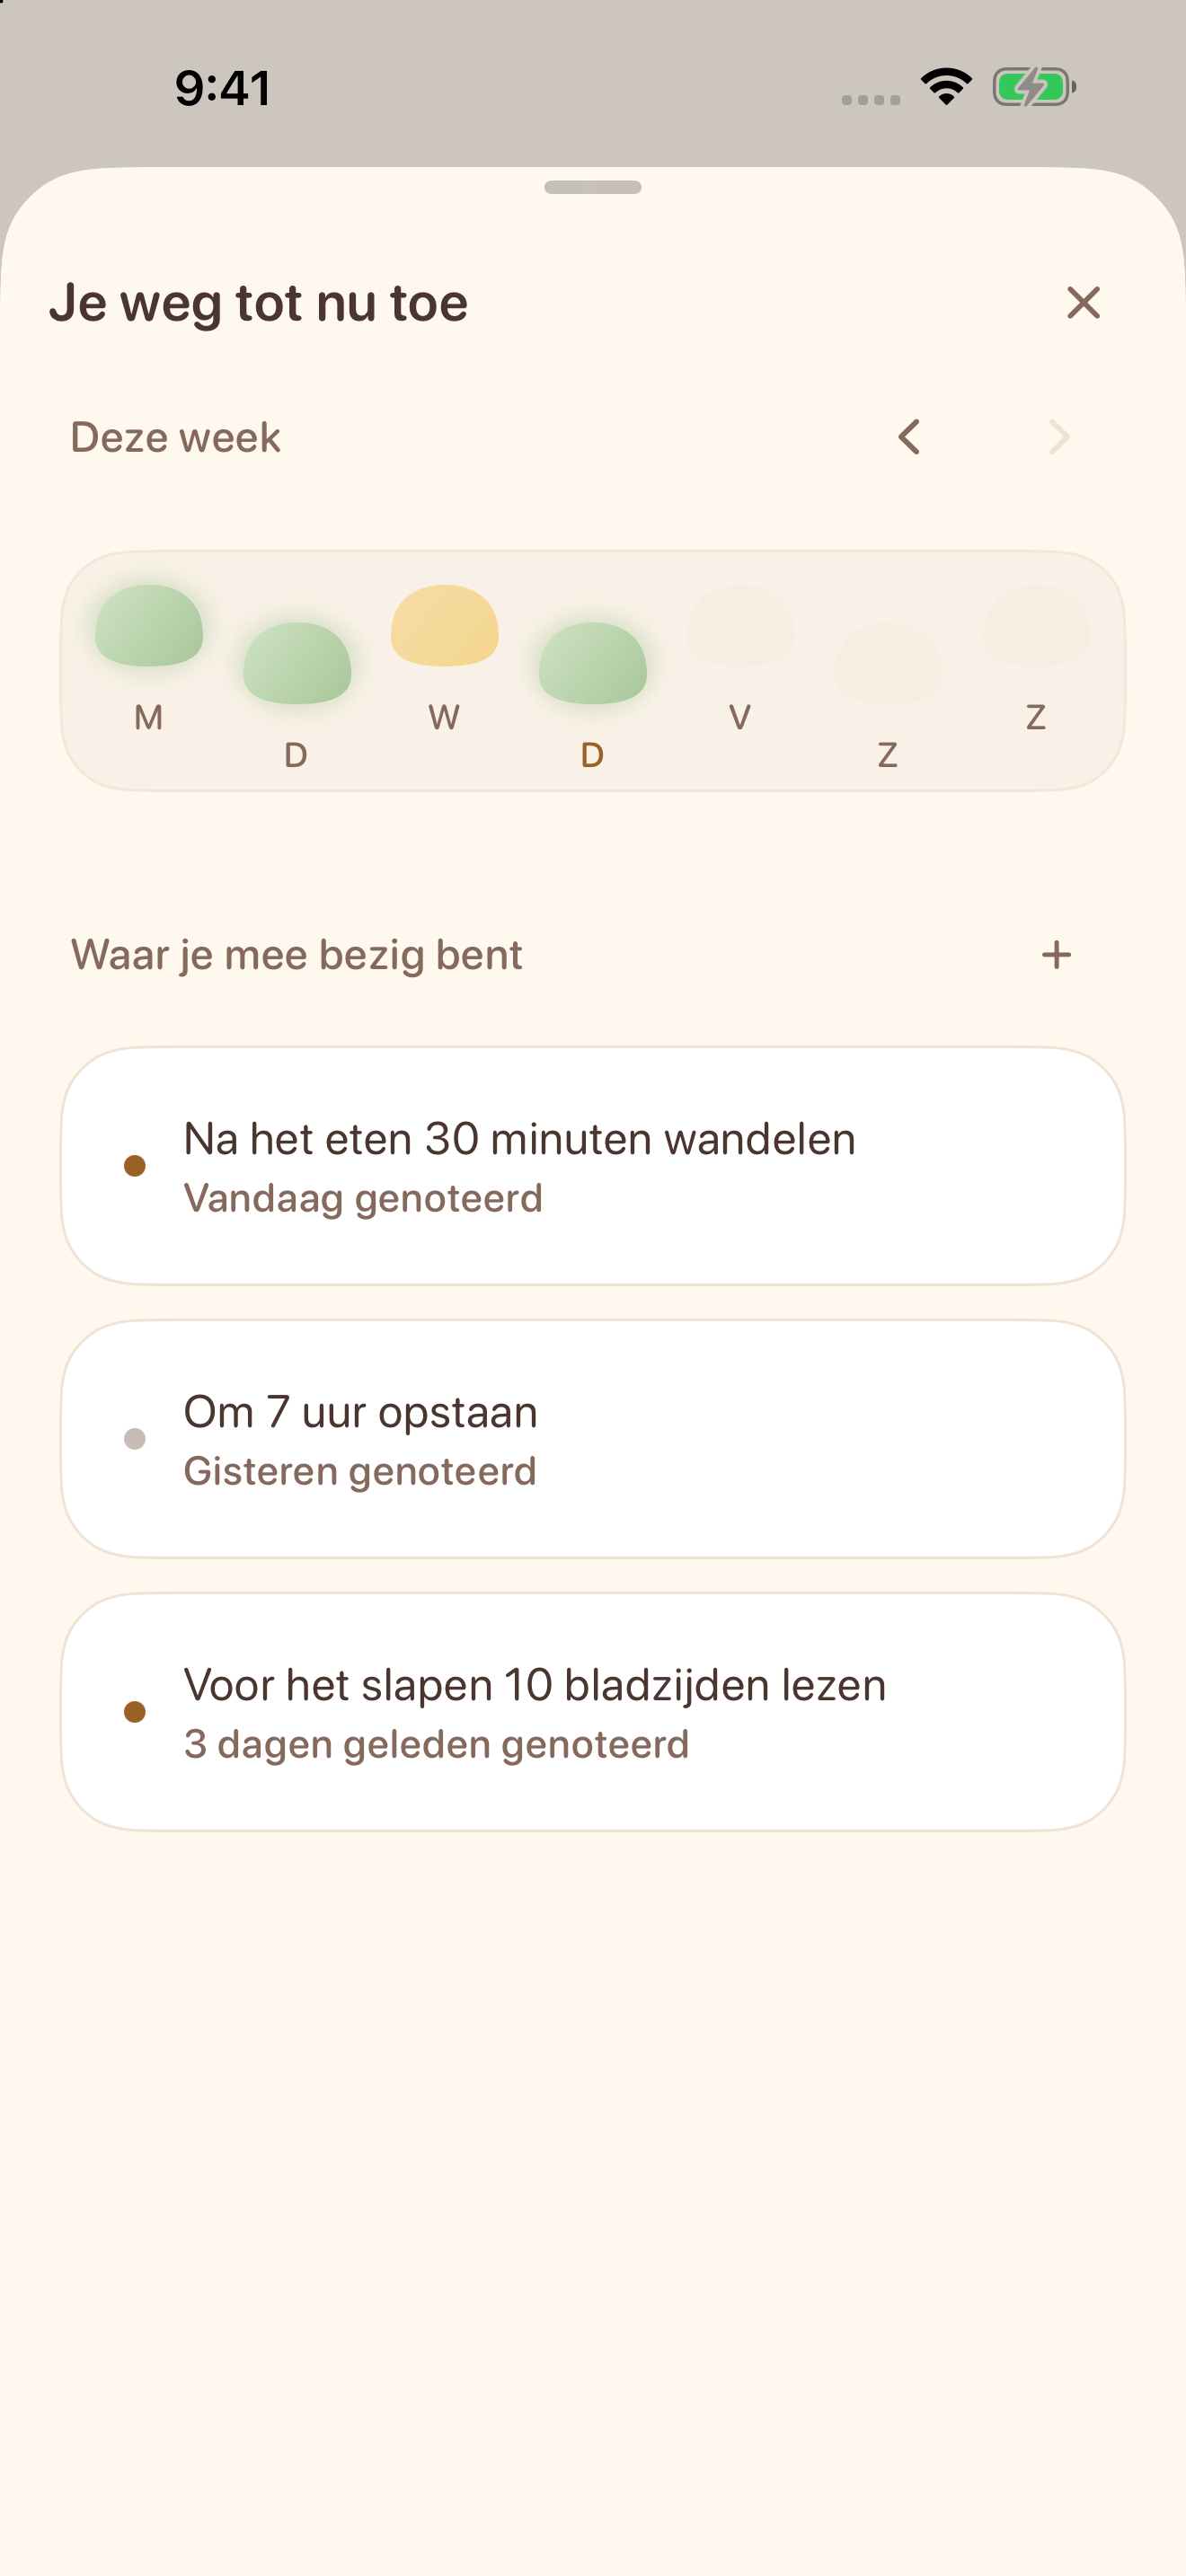 9:41
Je weg tot nu toe
Deze week
M
D
W
D
V
Z
Z
Waar je mee bezig bent
Na het eten 30 minuten wandelen
Vandaag genoteerd
Om 7 uur opstaan
Gisteren genoteerd
Voor het slapen 10 bladzijden lezen
3 dagen geleden genoteerd